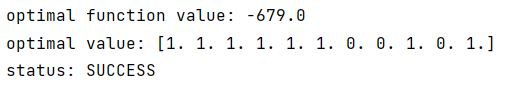 optimal function value: -679.0
optimal value: [1. 1. 1. 1. 1. 1. 0. 0. 1. 0. 1.]
status: SUCCESS